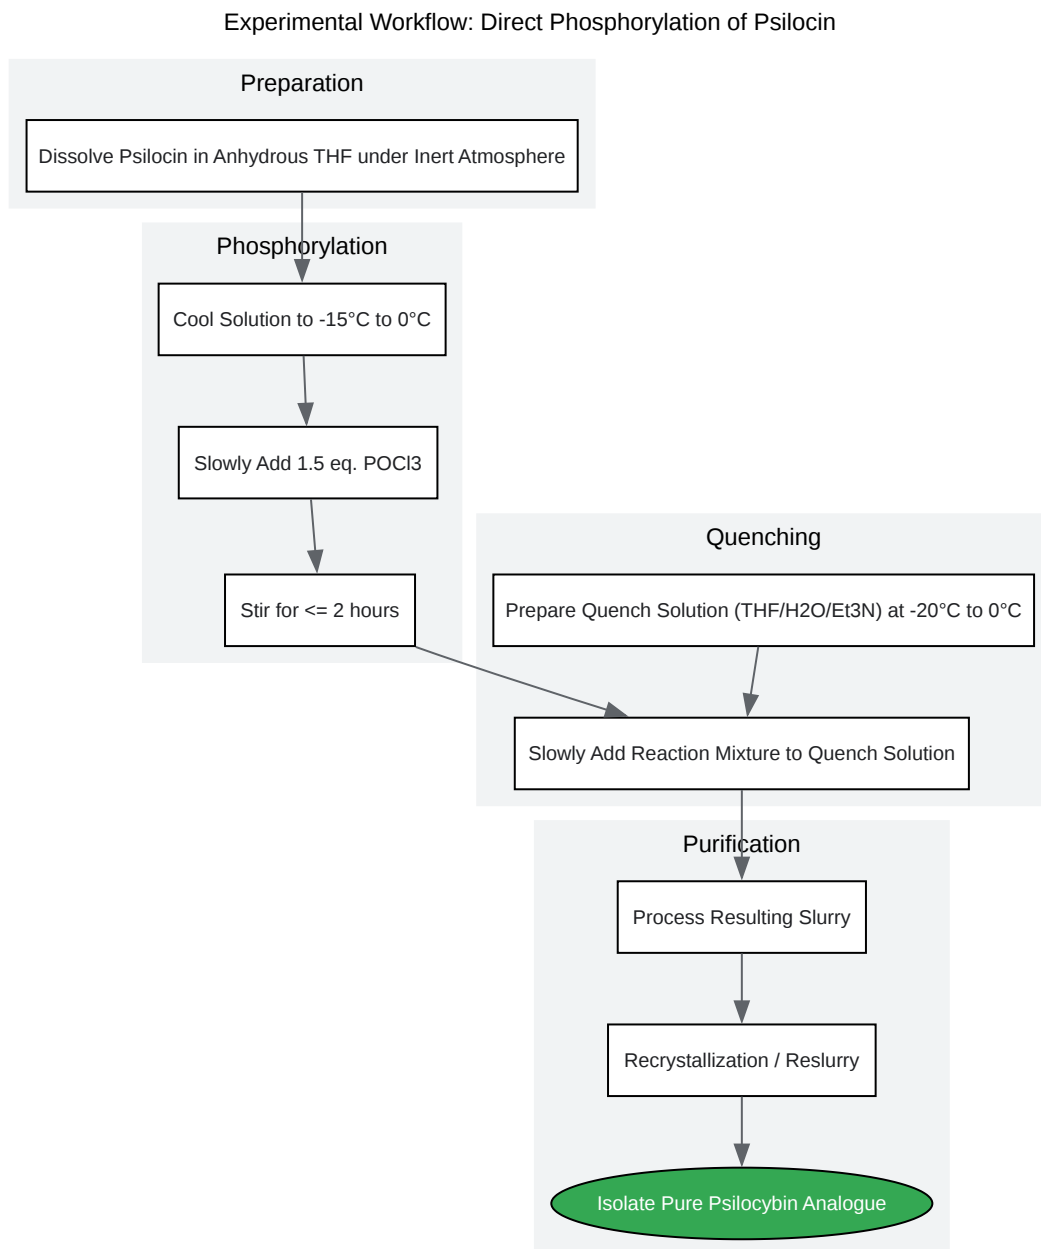 Experimental Workflow: Direct Phosphorylation of Psilocin
Preparation
Dissolve Psilocin in Anhydrous THF under Inert Atmosphere
Phosphorylation
Cool Solution to -15°C to 0°C
Slowly Add 1.5 eq. POCl3
Stir for <= 2 hours
Quenching
Prepare Quench Solution (THF/H2O/Et3N) at -20°C to 0°C
Slowly Add Reaction Mixture to Quench Solution
Purification
Process Resulting Slurry
Recrystallization / Reslurry
Isolate Pure Psilocybin Analogue